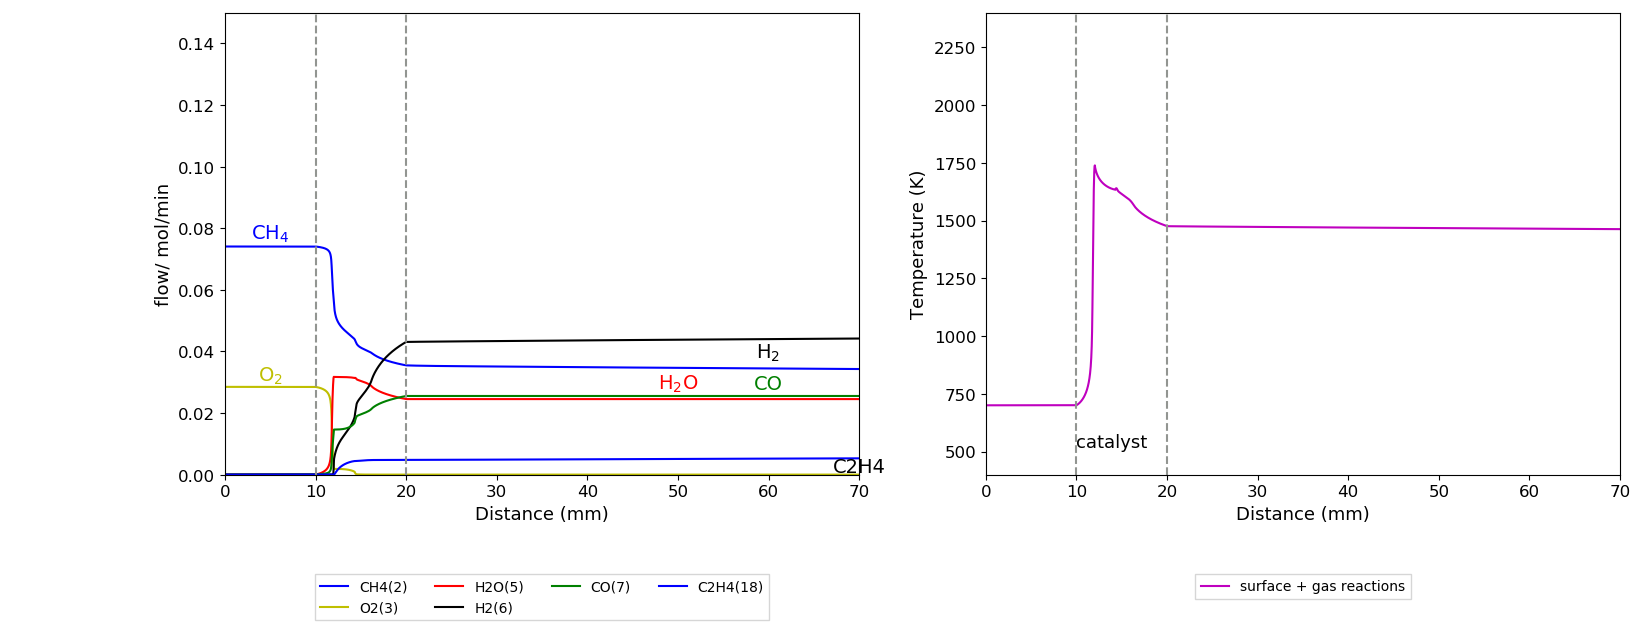 0.14
0.12
0.10
0.08
0.06
0.04
0.02
0.00
flow/ mol/min
CH₄
O₂
H₂
H₂O
CO
C2H4
0 10 20 30 40 50 60 70
Distance (mm)
CH4(2) H2O(5) CO(7) C2H4(18)
O2(3) H2(6)
2250
2000
1750
1500
1250
1000
750
500
Temperature (K)
catalyst
0 10 20 30 40 50 60 70
Distance (mm)
surface + gas reactions